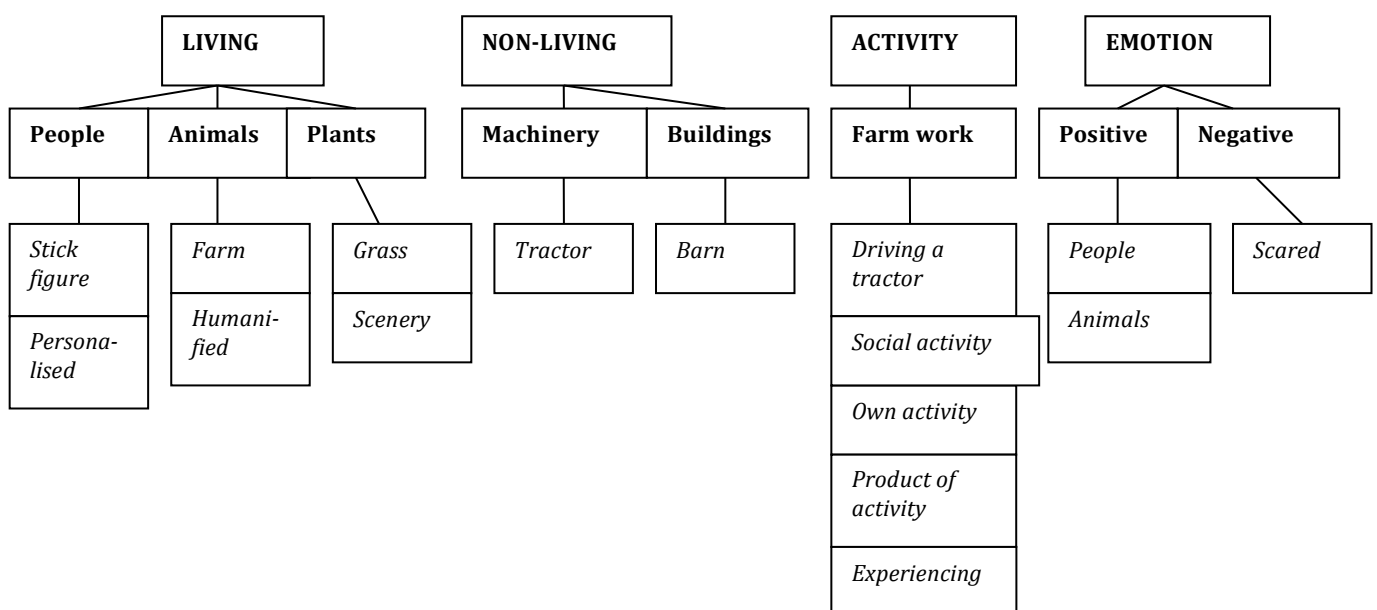 LIVING
NON-LIVING
ACTIVITY
EMOTION
People
Animals
Plants
Machinery
Buildings
Farm work
Positive
Negative
Stick
figure
Persona-
lised
Farm
Humani-
fied
Grass
Scenery
Tractor
Barn
Driving a
tractor
Social activity
Own activity
Product of
activity
Experiencing
People
Animals
Scared